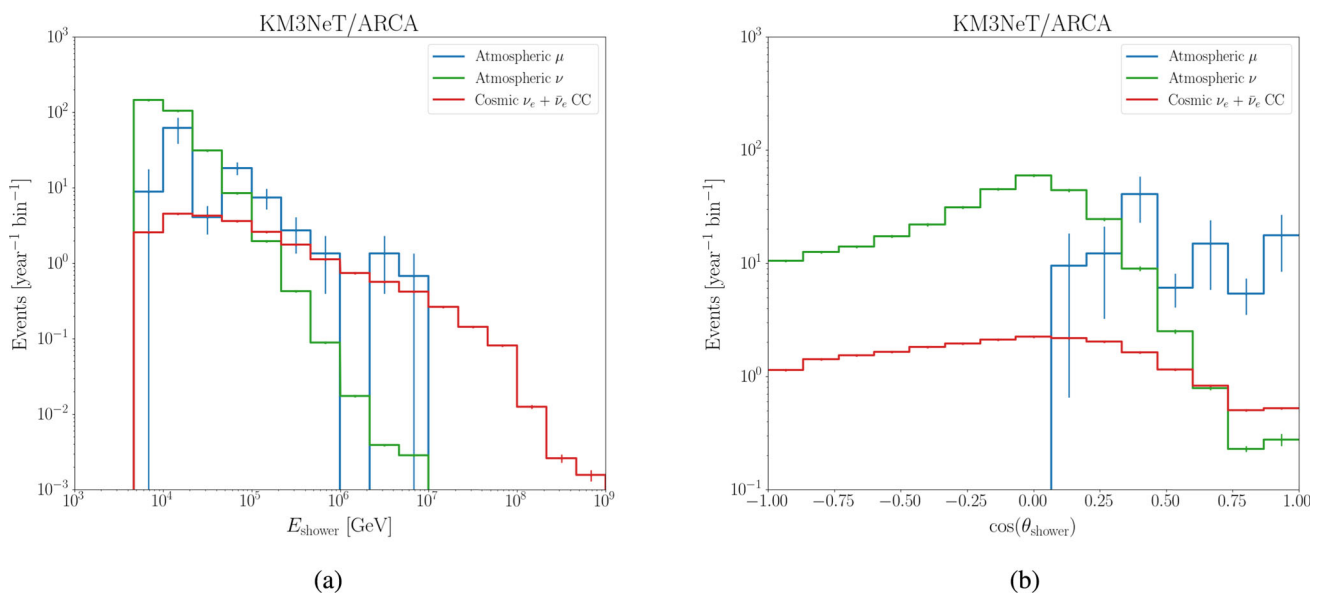 KM3NeT/ARCA
Events [year⁻¹ bin⁻¹]
10³
10²
10¹
10⁰
10⁻¹
10⁻²
10⁻³
Atmospheric μ
Atmospheric ν
Cosmic νₑ + ν̄ₑ CC
10³ 10⁴ 10⁵ 10⁶ 10⁷ 10⁸ 10⁹
E_shower [GeV]
(a)
KM3NeT/ARCA
Events [year⁻¹ bin⁻¹]
10³
10²
10¹
10⁰
10⁻¹
Atmospheric μ
Atmospheric ν
Cosmic νₑ + ν̄ₑ CC
−1.00 −0.75 −0.50 −0.25 0.00 0.25 0.50 0.75 1.00
cos(θ_shower)
(b)